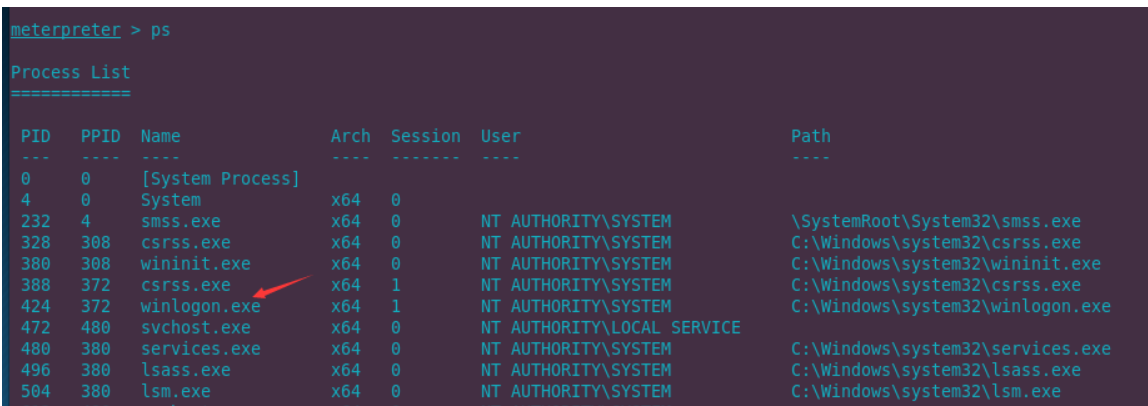 meterpreter > ps
Process List
============
PID PPID Name Arch Session User Path
--- ---- ---- ---- ------- ---- ----
0 0 [System Process]
4 0 System x64 0
232 4 smss.exe x64 0 NT AUTHORITY\SYSTEM \SystemRoot\System32\smss.exe
328 308 csrss.exe x64 0 NT AUTHORITY\SYSTEM C:\Windows\system32\csrss.exe
380 308 wininit.exe x64 0 NT AUTHORITY\SYSTEM C:\Windows\system32\wininit.exe
388 372 csrss.exe x64 1 NT AUTHORITY\SYSTEM C:\Windows\system32\csrss.exe
424 372 winlogon.exe x64 1 NT AUTHORITY\SYSTEM C:\Windows\system32\winlogon.exe
472 480 svchost.exe x64 0 NT AUTHORITY\LOCAL SERVICE
480 380 services.exe x64 0 NT AUTHORITY\SYSTEM C:\Windows\system32\services.exe
496 380 lsass.exe x64 0 NT AUTHORITY\SYSTEM C:\Windows\system32\lsass.exe
504 380 lsm.exe x64 0 NT AUTHORITY\SYSTEM C:\Windows\system32\lsm.exe